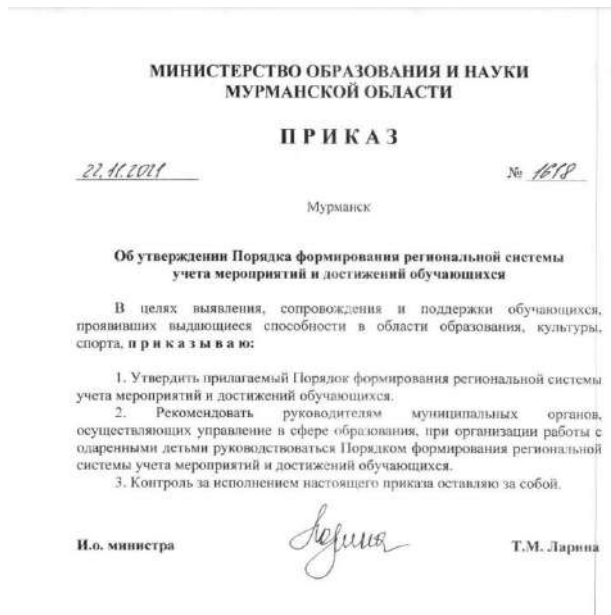 МИНИСТЕРСТВО ОБРАЗОВАНИЯ И НАУКИ
МУРМАНСКОЙ ОБЛАСТИ
П Р И К А З
22.11.2021 № 1618
Мурманск
Об утверждении Порядка формирования региональной системы
учета мероприятий и достижений обучающихся
В целях выявления, сопровождения и поддержки обучающихся,
проявивших выдающиеся способности в области образования, культуры,
спорта, п р и к а з ы в а ю:
1. Утвердить прилагаемый Порядок формирования региональной системы
учета мероприятий и достижений обучающихся.
2. Рекомендовать руководителям муниципальных органов,
осуществляющих управление в сфере образования, при организации работы с
одаренными детьми руководствоваться Порядком формирования региональной
системы учета мероприятий и достижений обучающихся.
3. Контроль за исполнением настоящего приказа оставляю за собой.
И.о. министра Ларина Т.М. Ларина